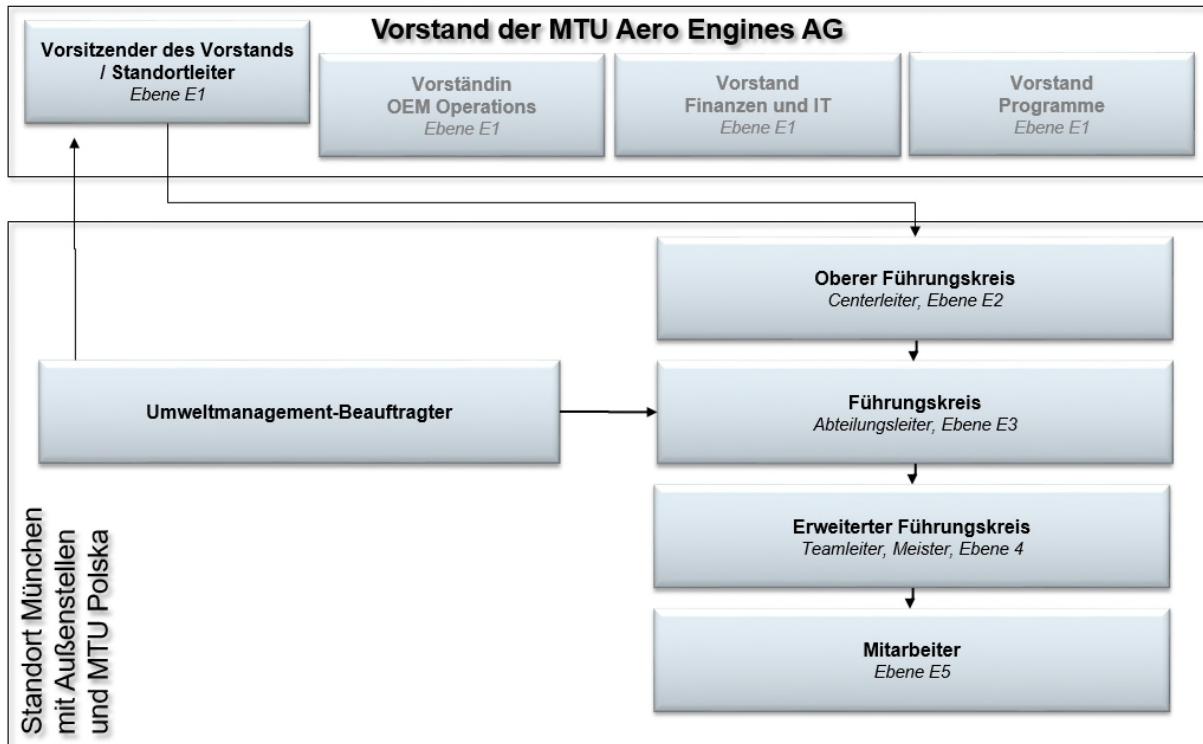 Vorstand der MTU Aero Engines AG
Vorsitzender des Vorstands
/ Standortleiter
Ebene E1
Vorständin
OEM Operations
Ebene E1
Vorstand
Finanzen und IT
Ebene E1
Vorstand
Programme
Ebene E1
Oberer Führungskreis
Centerleiter, Ebene E2
Umweltmanagement-Beauftragter
Führungskreis
Abteilungsleiter, Ebene E3
Erweiterter Führungskreis
Teamleiter, Meister, Ebene 4
Mitarbeiter
Ebene E5
Standort München
mit Außenstellen
und MTU Polska